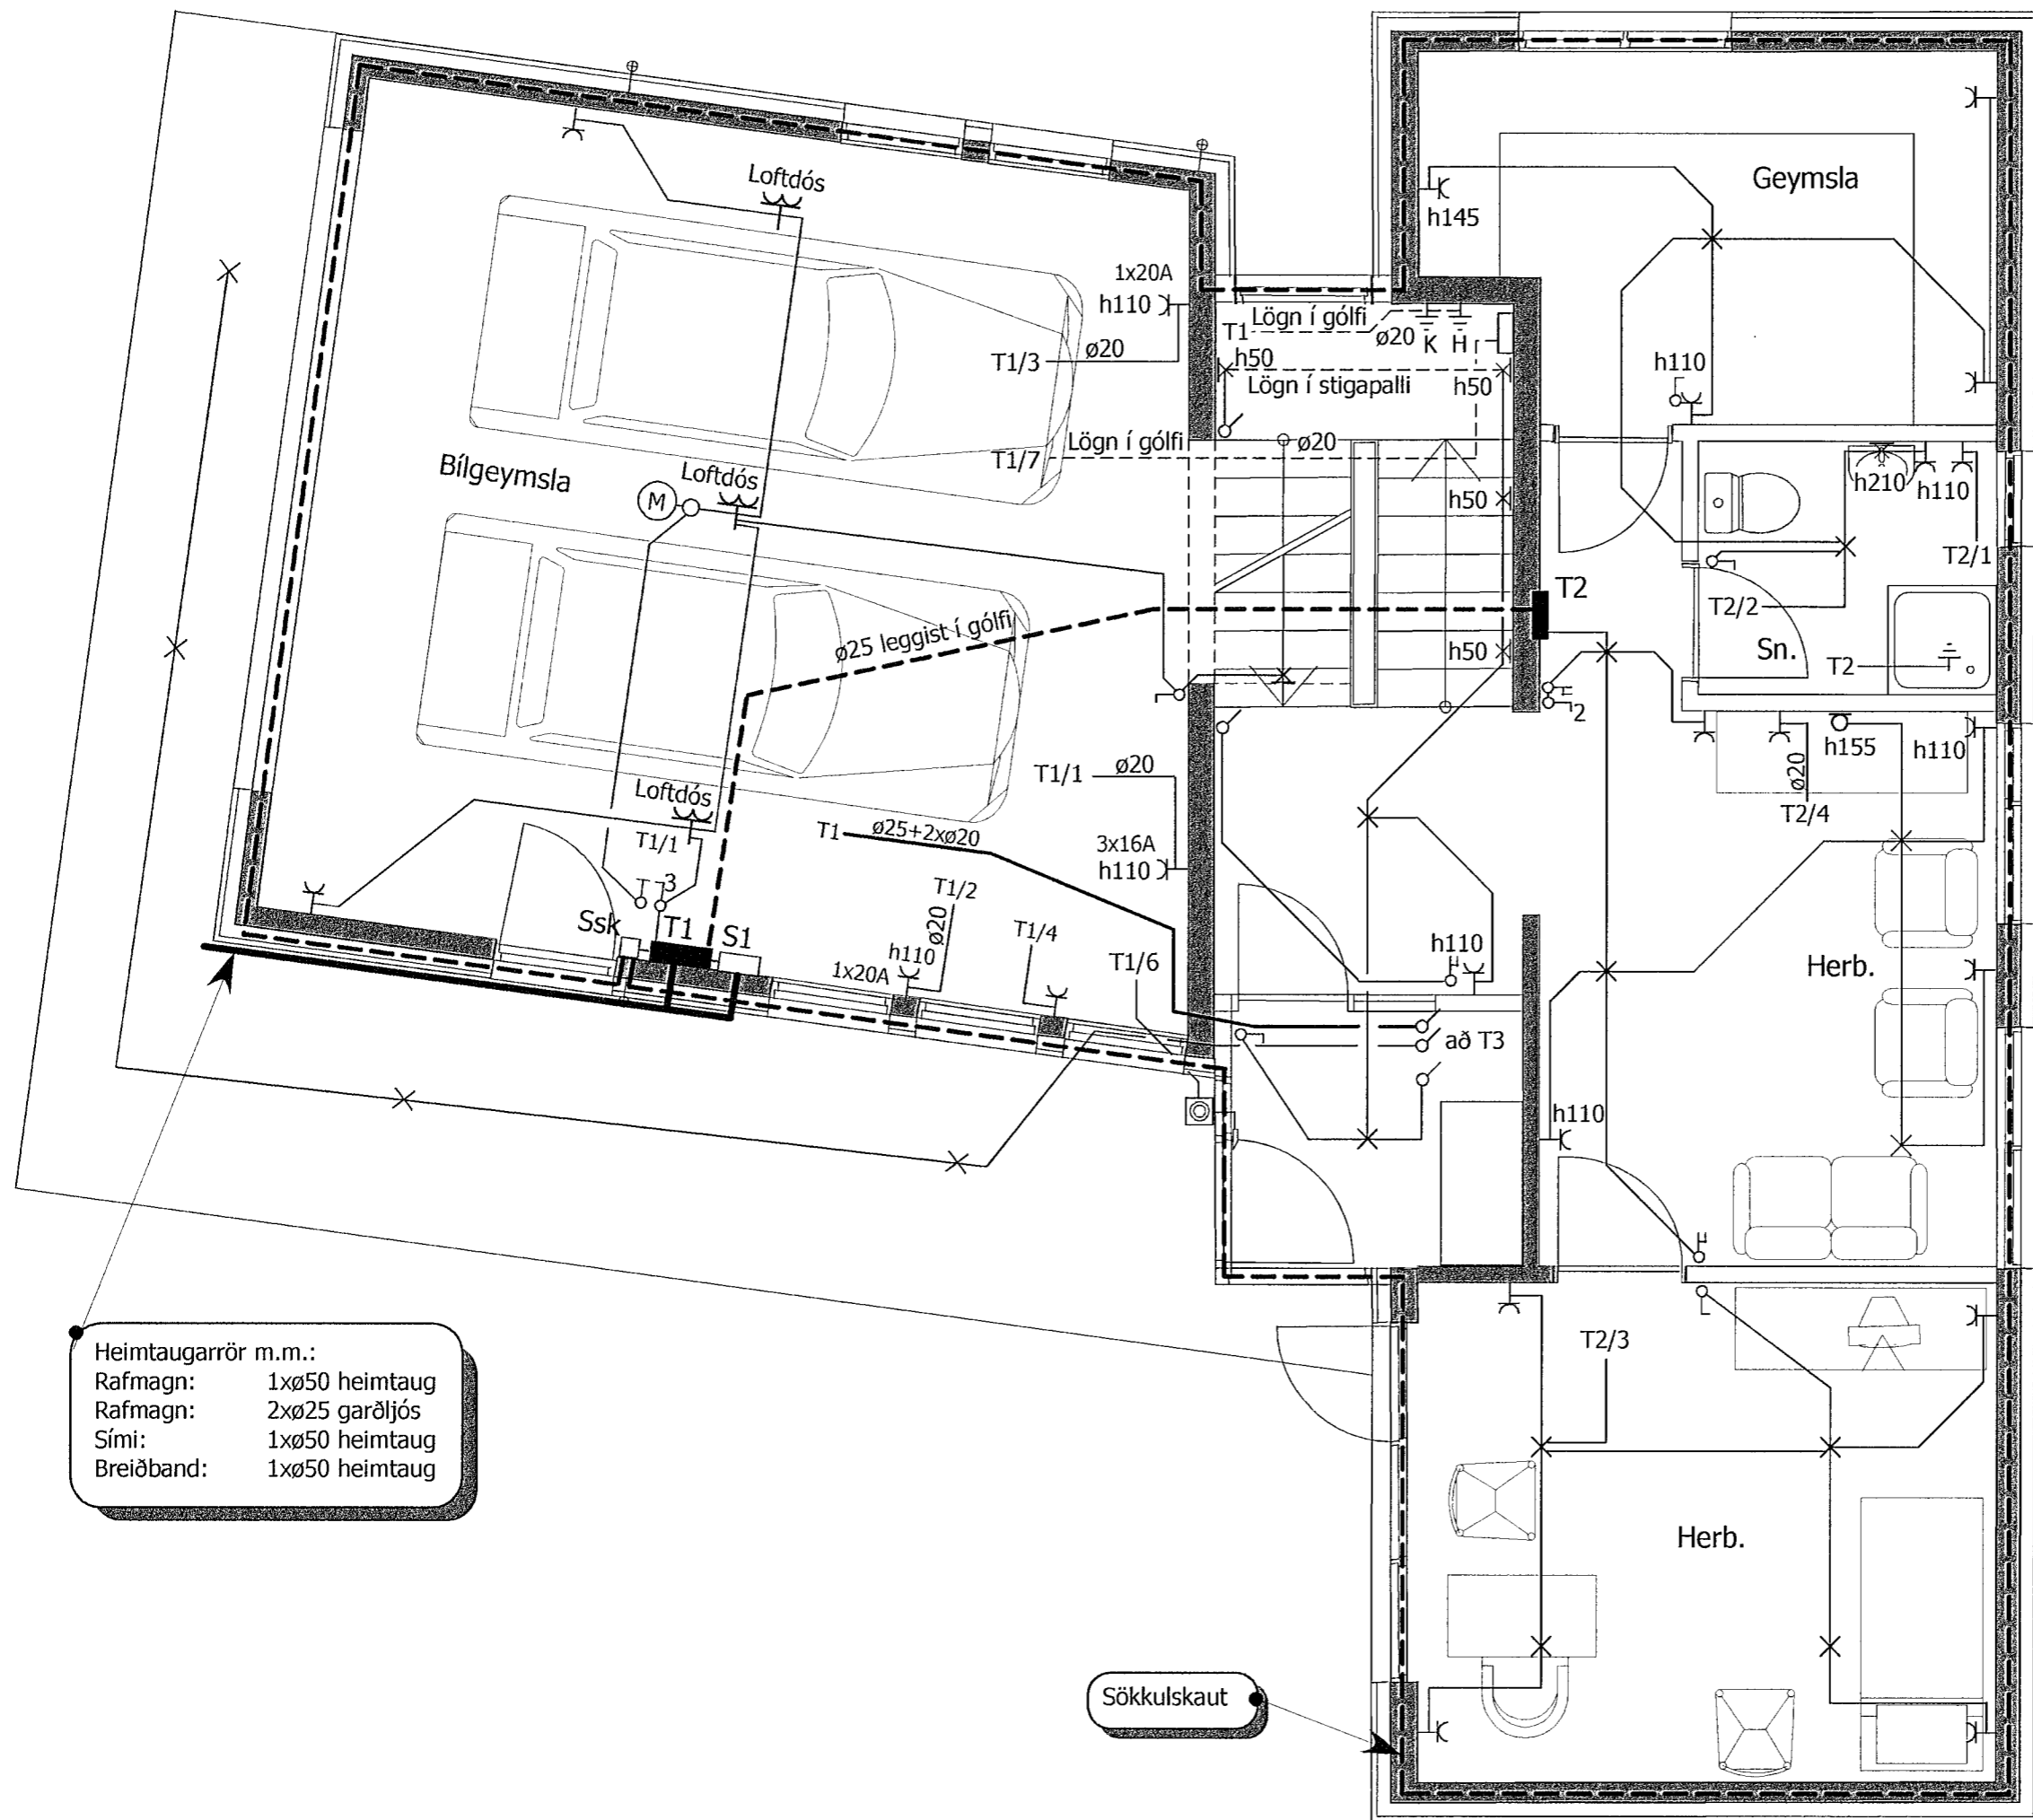 Loftdós
Geymsla
h145
1x20A
h110
Lögn í gólfi
T1
ø20
K
H
h50
T1/3
ø20
Lögn í stigapalli
h50
h110
Lögn í gólfi
ø20
T1/7
Bílgeymsla
Loftdós
M
h50
h210
h110
T2/1
T2
T2/2
ø25 leggist í gólfi
h50
Sn.
T2
2
h155
h110
ø20
T2/4
T1/1
ø20
Loftdós
T1/1
T1
ø25+2xø20
3x16A
h110
3
Ssk
T1
S1
T1/2
ø20
h110
1x20A
T1/4
T1/6
h110
Herb.
að T3
h110
Heimtaugarrör m.m.:
Rafmagn: 1xø50 heimtaug
Rafmagn: 2xø25 garðljós
Sími: 1xø50 heimtaug
Breiðband: 1xø50 heimtaug
T2/3
Herb.
Sökkulskaut